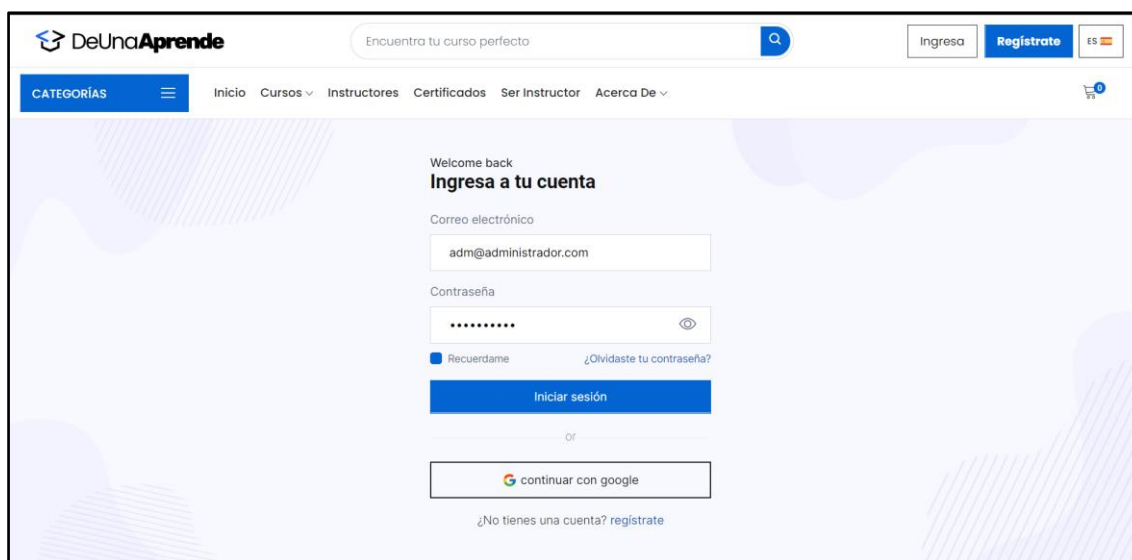 DeUnaAprende
Encuentra tu curso perfecto
Ingresa
Regístrate
ES
CATEGORÍAS
Inicio Cursos Instructores Certificados Ser Instructor Acerca De
0
Welcome back
Ingresa a tu cuenta
Correo electrónico
adm@administrador.com
Contraseña
••••••••••
Recuerdame
¿Olvidaste tu contraseña?
Iniciar sesión
or
continuar con google
¿No tienes una cuenta? regístrate